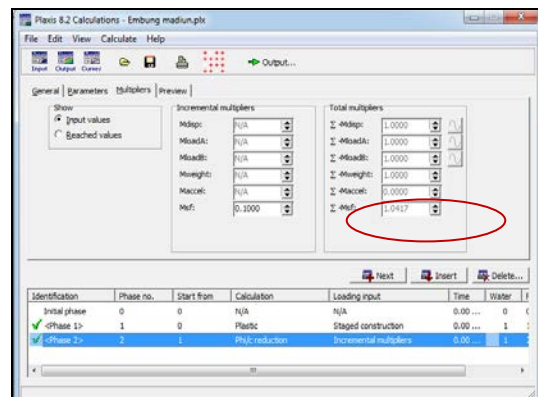 Plaxis 8.2 Calculations - Embung madiun.plx
File Edit View Calculate Help
Input Output Curves Output...
General Parameters Multipliers Preview
Show
Input values
Reached values
Incremental multipliers
Mdisp: N/A
MloadA: N/A
MloadB: N/A
Mweight: N/A
Maccel: N/A
Msf: 0.1000
Total multipliers
Σ -Mdisp: 1.0000
Σ -MloadA: 1.0000
Σ -MloadB: 1.0000
Σ -Mweight: 1.0000
Σ -Maccel: 0.0000
Σ -Msf: 1.0417
Next Insert Delete...
Identification Phase no. Start from Calculation Loading input Time Water
Initial phase 0 0 N/A N/A 0.00 ... 0
<Phase 1> 1 0 Plastic Staged construction 0.00 ... 1
<Phase 2> 2 1 Phi/c reduction Incremental multipliers 0.00 ... 1